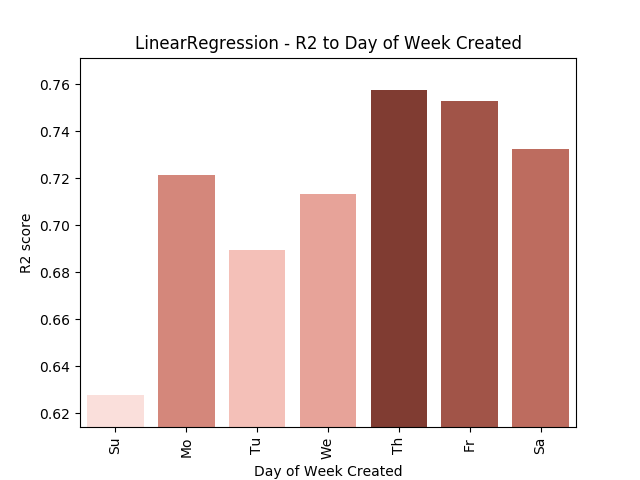 LinearRegression - R2 to Day of Week Created
0.76
0.74
0.72
0.70
0.68
0.66
0.64
0.62
R2 score
Su
Mo
Tu
We
Th
Fr
Sa
Day of Week Created